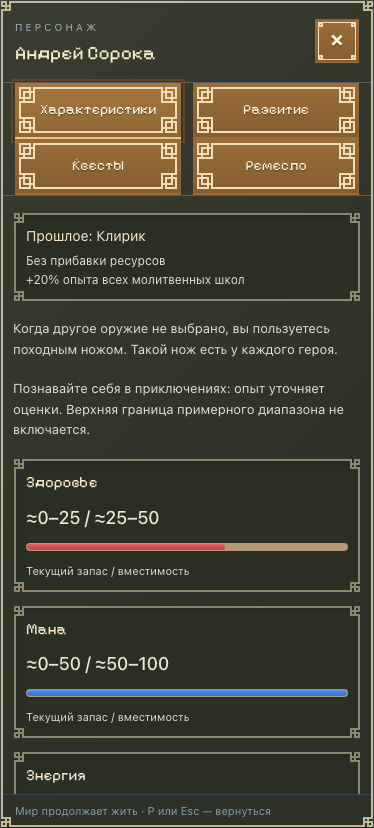 ПЕРСОНАЖ
Андрей Сорока
×
Характеристики
Развитие
Квесты
Ремесло
Прошлое: Клирик
Без прибавки ресурсов
+20% опыта всех молитвенных школ
Когда другое оружие не выбрано, вы пользуетесь
походным ножом. Такой нож есть у каждого героя.
Познавайте себя в приключениях: опыт уточняет
оценки. Верхняя граница примерного диапазона не
включается.
Здоровье
≈0–25 / ≈25–50
Текущий запас / вместимость
Мана
≈0–50 / ≈50–100
Текущий запас / вместимость
Энергия
Мир продолжает жить · P или Esc — вернуться